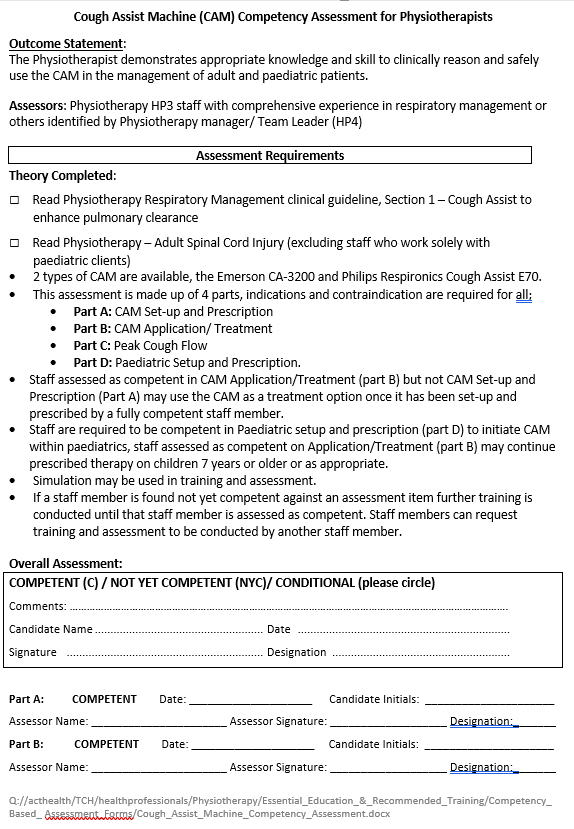 Cough Assist Machine (CAM) Competency Assessment for Physiotherapists
Outcome Statement:
The Physiotherapist demonstrates appropriate knowledge and skill to clinically reason and safely
use the CAM in the management of adult and paediatric patients.
Assessors: Physiotherapy HP3 staff with comprehensive experience in respiratory management or
others identified by Physiotherapy manager/ Team Leader (HP4)
Assessment Requirements
Theory Completed:
□ Read Physiotherapy Respiratory Management clinical guideline, Section 1 – Cough Assist to
enhance pulmonary clearance
□ Read Physiotherapy – Adult Spinal Cord Injury (excluding staff who work solely with
paediatric clients)
• 2 types of CAM are available, the Emerson CA-3200 and Philips Respironics Cough Assist E70.
• This assessment is made up of 4 parts, indications and contraindication are required for all;
• Part A: CAM Set-up and Prescription
• Part B: CAM Application/ Treatment
• Part C: Peak Cough Flow
• Part D: Paediatric Setup and Prescription.
• Staff assessed as competent in CAM Application/Treatment (part B) but not CAM Set-up and
Prescription (Part A) may use the CAM as a treatment option once it has been set-up and
prescribed by a fully competent staff member.
• Staff are required to be competent in Paediatric setup and prescription (part D) to initiate CAM
within paediatrics, staff assessed as competent on Application/Treatment (part B) may continue
prescribed therapy on children 7 years or older or as appropriate.
• Simulation may be used in training and assessment.
• If a staff member is found not yet competent against an assessment item further training is
conducted until that staff member is assessed as competent. Staff members can request
training and assessment to be conducted by another staff member.
Overall Assessment:
COMPETENT (C) / NOT YET COMPETENT (NYC)/ CONDITIONAL (please circle)
Comments: ........................................................................
Candidate Name ........................................ Date ........................................
Signature ........................................ Designation ........................................
Part A: COMPETENT Date: ____________________ Candidate Initials: ____________________
Assessor Name: ____________________ Assessor Signature: ____________________ Designation:______
Part B: COMPETENT Date: ____________________ Candidate Initials: ____________________
Assessor Name: ____________________ Assessor Signature: ____________________ Designation:______
Q://acthealth/TCH/healthprofessionals/Physiotherapy/Essential_Education_&_Recommended_Training/Competency_
Based_ Assessment_Forms/Cough_Assist_Machine_Competency_Assessment.docx